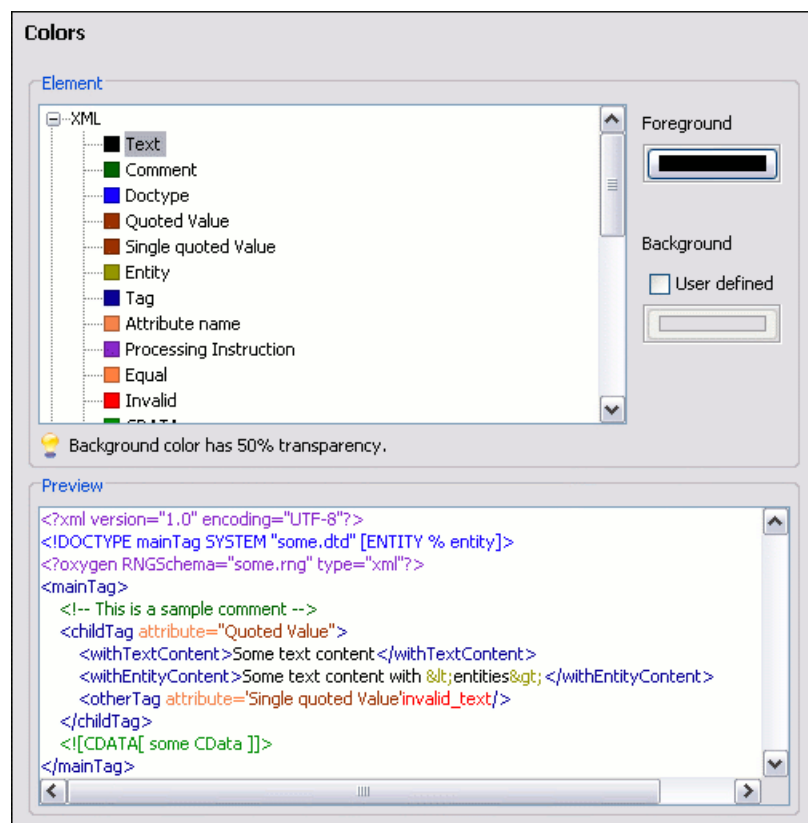 Colors
Element
XML
Text
Comment
Doctype
Quoted Value
Single quoted Value
Entity
Tag
Attribute name
Processing Instruction
Equal
Invalid
Foreground
Background
User defined
Background color has 50% transparency.
Preview
<?xml version="1.0" encoding="UTF-8"?>
<!DOCTYPE mainTag SYSTEM "some.dtd" [ENTITY % entity]>
<?oxygen RNGSchema="some.rng" type="xml"?>
<mainTag>
<!-- This is a sample comment -->
<childTag attribute="Quoted Value">
<withTextContent>Some text content</withTextContent>
<withEntityContent>Some text content with &lt;entities&gt; </withEntityContent>
<otherTag attribute='Single quoted Value'invalid_text/>
</childTag>
<![CDATA[ some CData ]]>
</mainTag>